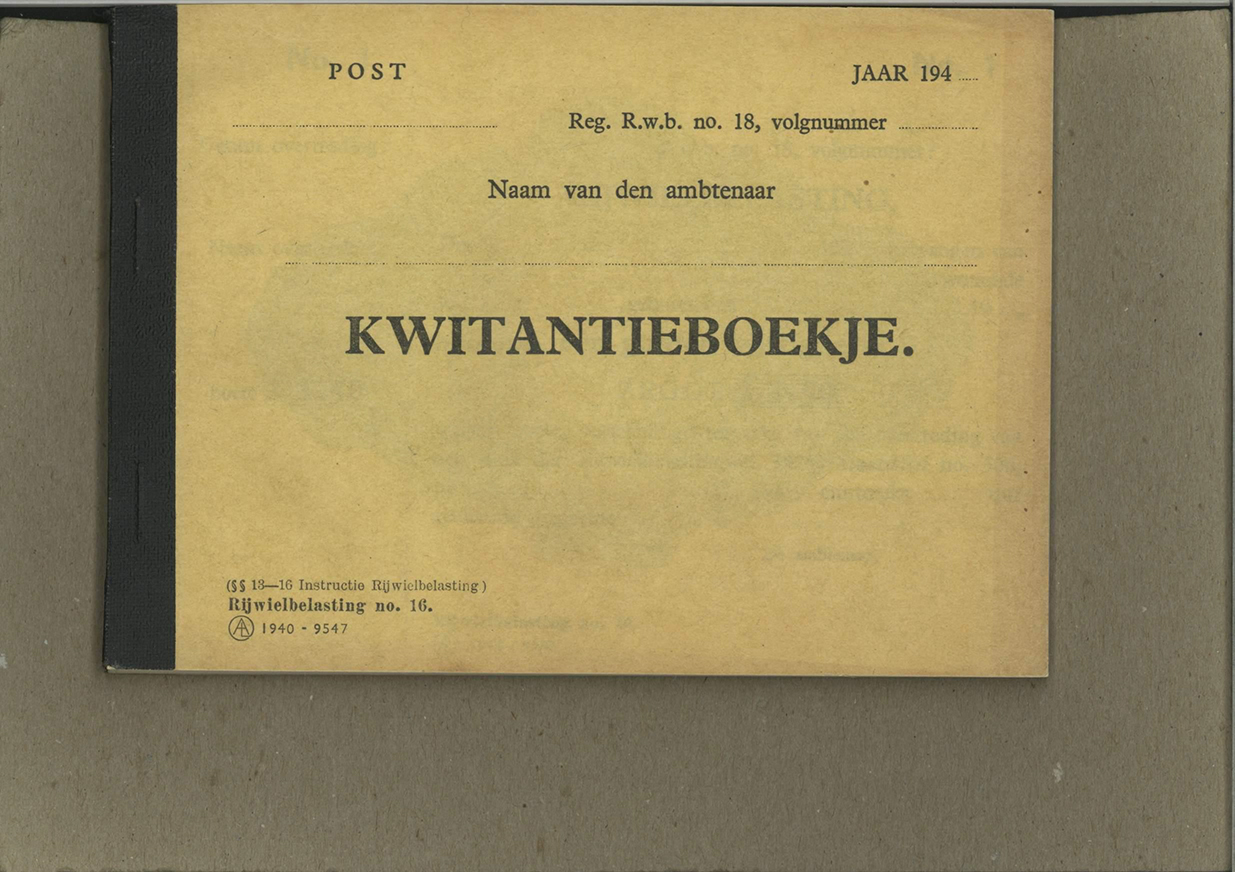 POST JAAR 194 .....
Reg. R.w.b. no. 18, volgnummer ....................
Naam van den ambtenaar
KWITANTIEBOEKJE.
(§§ 13—16 Instructie Rijwielbelasting)
Rijwielbelasting no. 16.
AL 1940 - 9547